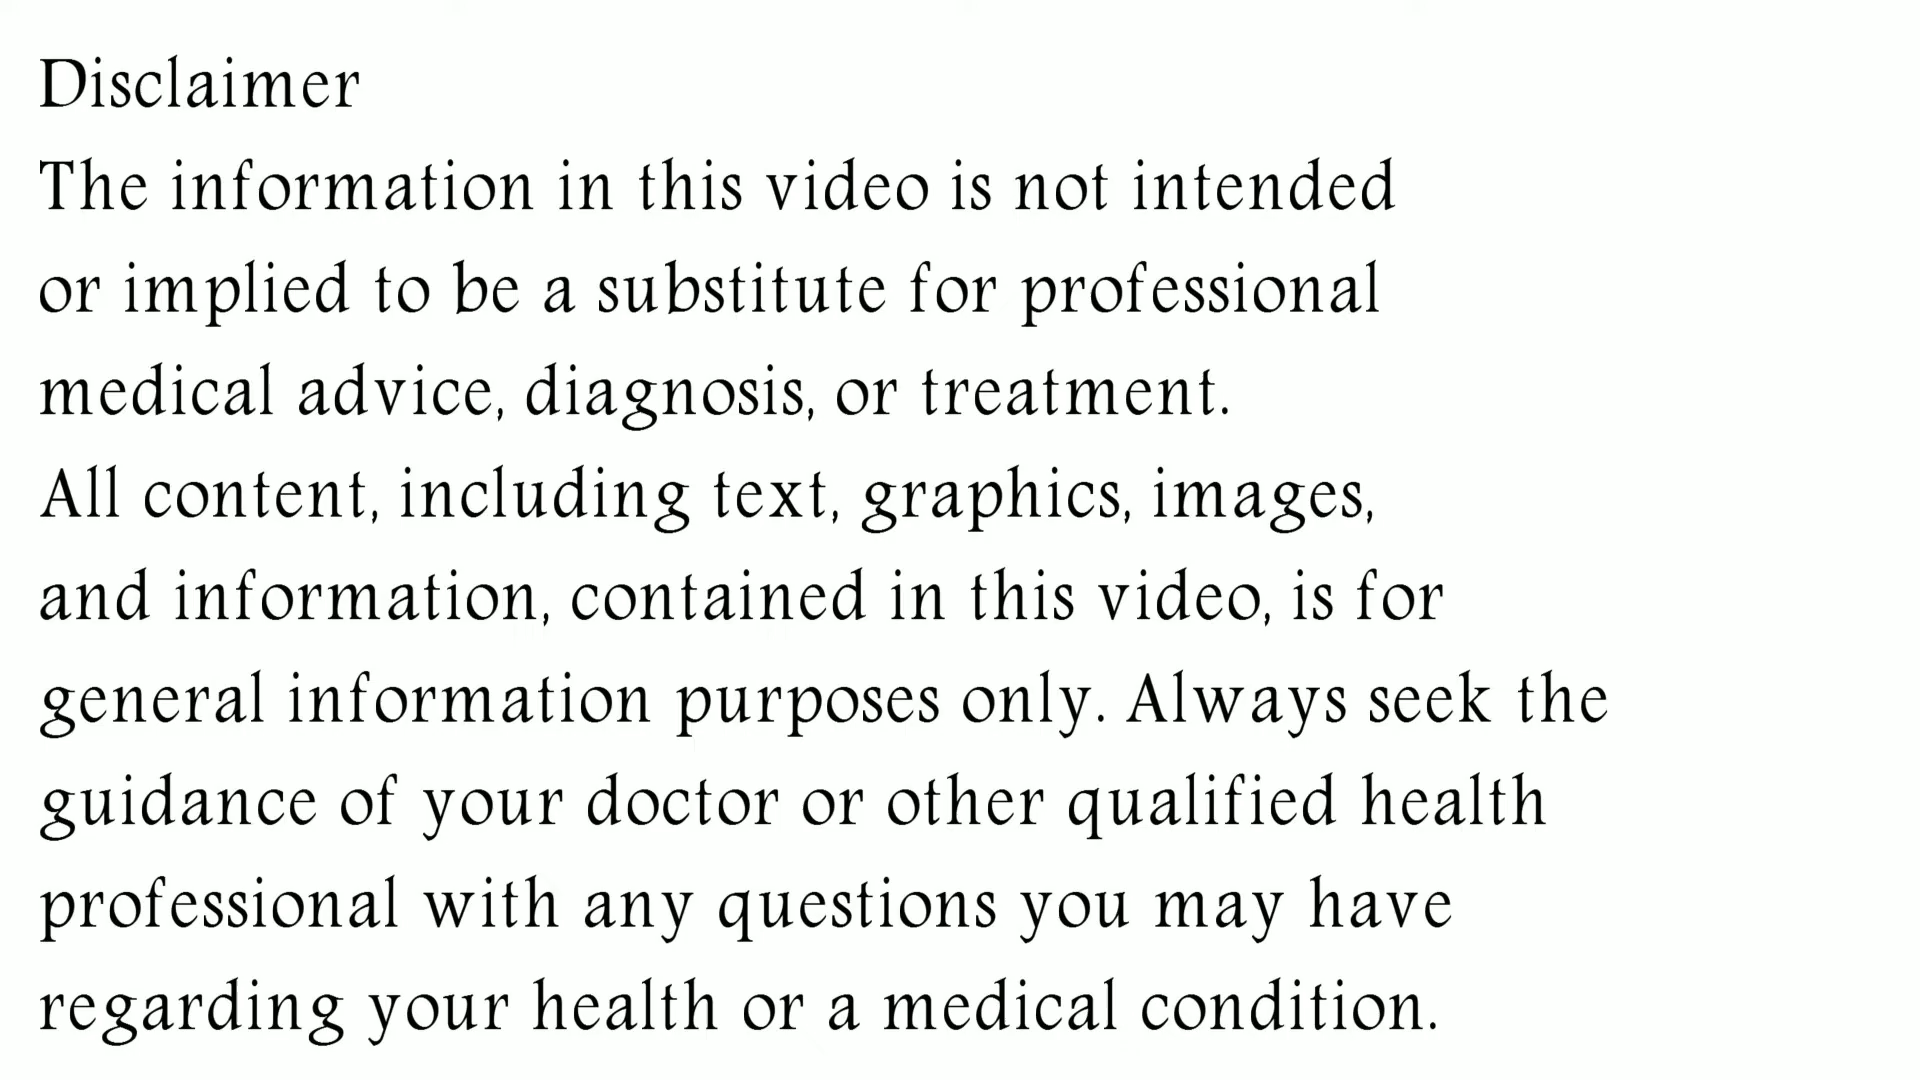 Disclaimer
The information in this video is not intended
or implied to be a substitute for professional
medical advice, diagnosis, or treatment.
All content, including text, graphics, images,
and information, contained in this video, is for
general information purposes only. Always seek the
guidance of your doctor or other qualified health
professional with any questions you may have
regarding your health or a medical condition.